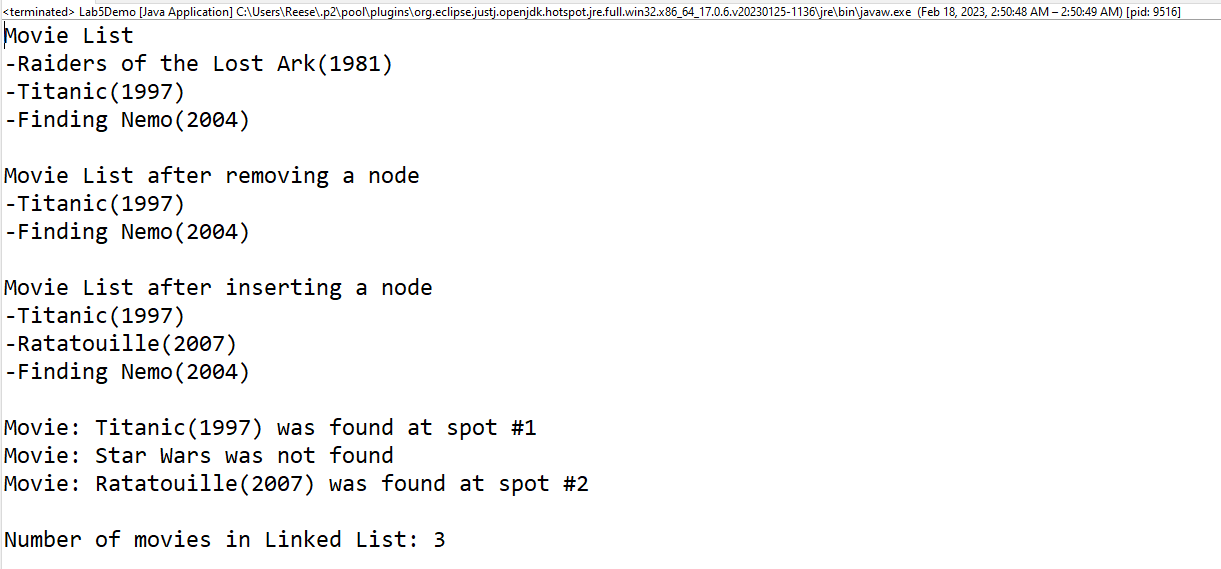 <terminated> Lab5Demo [Java Application] C:\Users\Reese\.p2\pool\plugins\org.eclipse.justj.openjdk.hotspot.jre.full.win32.x86_64_17.0.6.v20230125-1136\jre\bin\javaw.exe (Feb 18, 2023, 2:50:48 AM – 2:50:49 AM) [pid: 9516]
Movie List
-Raiders of the Lost Ark(1981)
-Titanic(1997)
-Finding Nemo(2004)
Movie List after removing a node
-Titanic(1997)
-Finding Nemo(2004)
Movie List after inserting a node
-Titanic(1997)
-Ratatouille(2007)
-Finding Nemo(2004)
Movie: Titanic(1997) was found at spot #1
Movie: Star Wars was not found
Movie: Ratatouille(2007) was found at spot #2
Number of movies in Linked List: 3